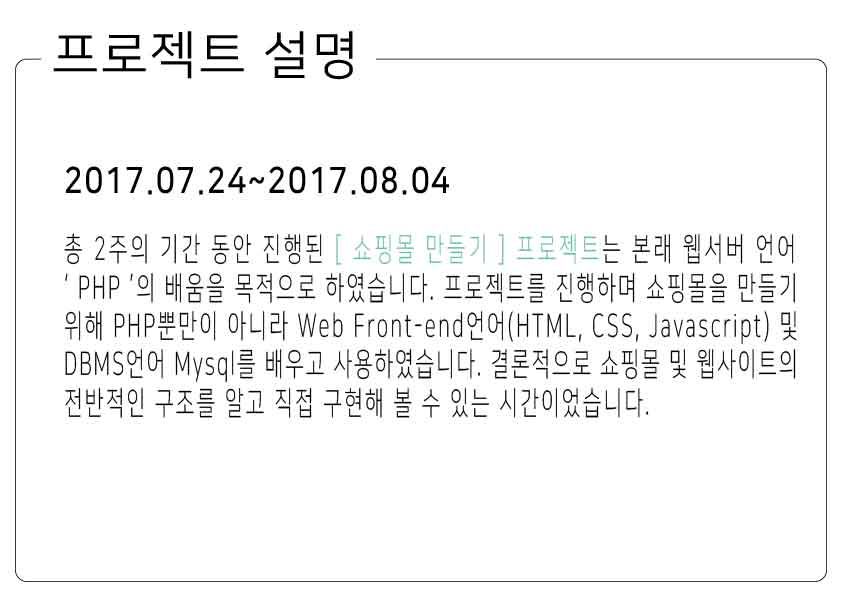 프로젝트 설명
2017.07.24~2017.08.04
총 2주의 기간 동안 진행된 [ 쇼핑몰 만들기 ] 프로젝트는 본래 웹서버 언어
‘ PHP ’의 배움을 목적으로 하였습니다. 프로젝트를 진행하며 쇼핑몰을 만들기
위해 PHP뿐만이 아니라 Web Front-end언어(HTML, CSS, Javascript) 및
DBMS언어 Mysql를 배우고 사용하였습니다. 결론적으로 쇼핑몰 및 웹사이트의
전반적인 구조를 알고 직접 구현해 볼 수 있는 시간이었습니다.